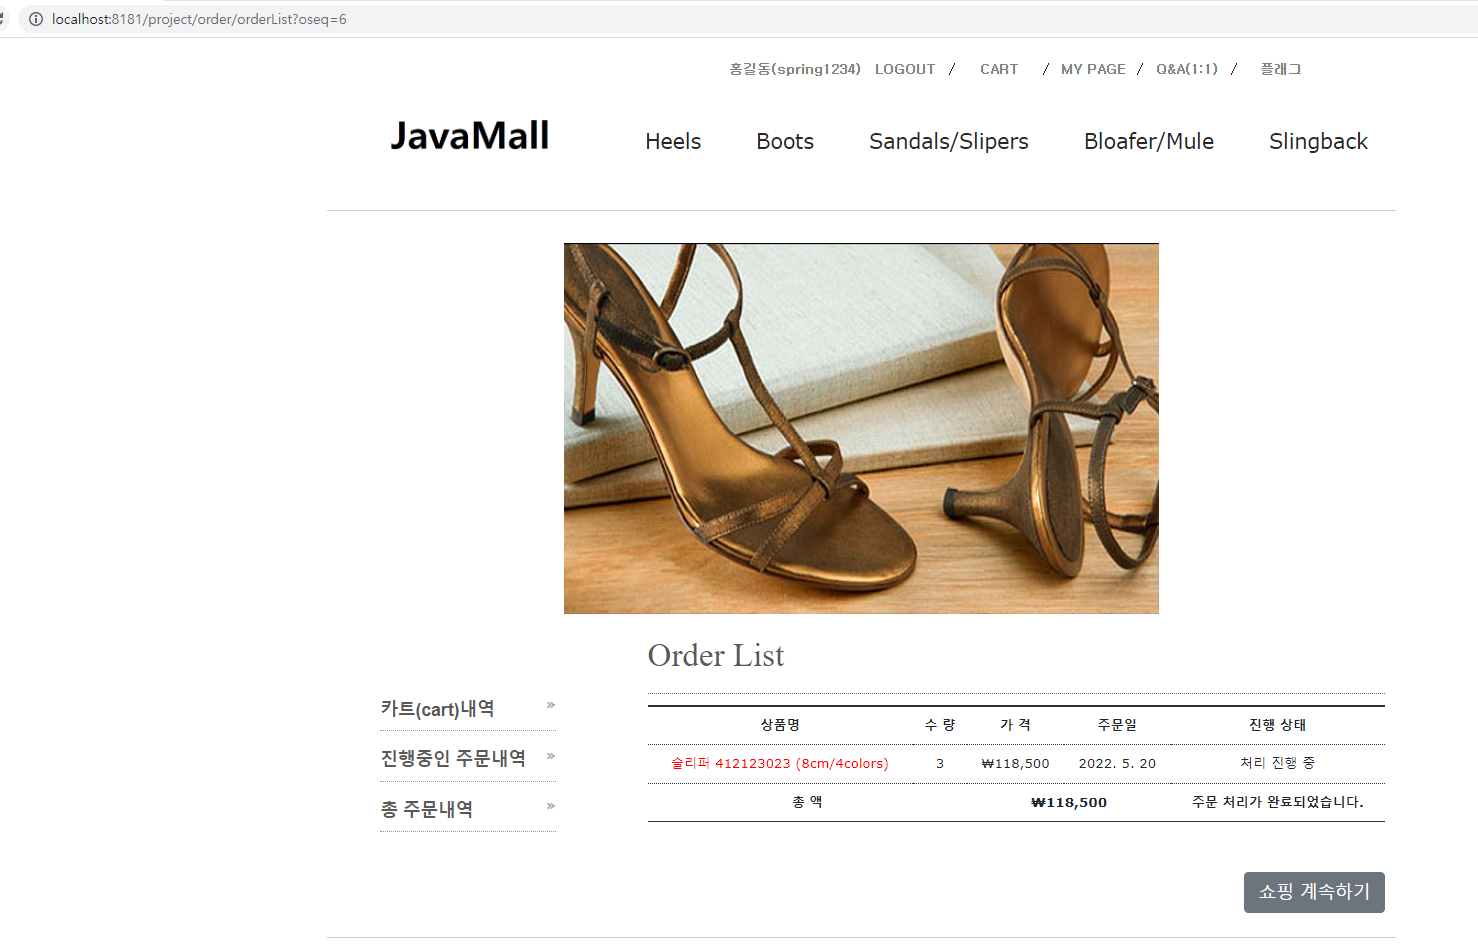 localhost:8181/project/order/orderList?oseq=6
홍길동(spring1234) LOGOUT / CART / MY PAGE / Q&A(1:1) / 플래그
JavaMall Heels Boots Sandals/Slipers Bloafer/Mule Slingback
Order List
카트(cart)내역 »
진행중인 주문내역 »
총 주문내역 »
상품명 수 량 가 격 주문일 진행 상태
슬리퍼 412123023 (8cm/4colors) 3 ₩118,500 2022. 5. 20 처리 진행 중
총 액 ₩118,500 주문 처리가 완료되었습니다.
쇼핑 계속하기